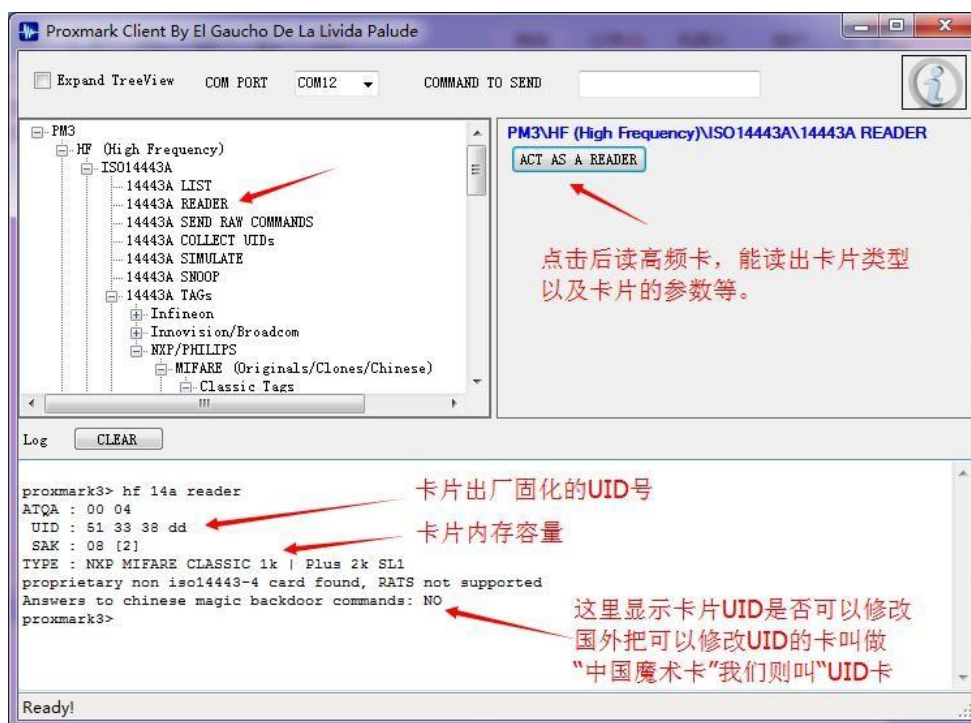 Proxmark Client By El Gaucho De La Livida Palude
Expand TreeView
COM PORT
COM12
COMMAND TO SEND
PM3
HF (High Frequency)
ISO14443A
14443A LIST
14443A READER
14443A SEND RAW COMMANDS
14443A COLLECT UIDs
14443A SIMULATE
14443A SNOOP
14443A TAGs
Infineon
Innovision/Broadcom
NXP/PHILIPS
MIFARE (Originals/Clones/Chinese)
Classic Tags
PM3\HF (High Frequency)\ISO14443A\14443A READER
ACT AS A READER
点击后读高频卡，能读出卡片类型
以及卡片的参数等。
Log
CLEAR
proxmark3> hf 14a reader
ATQA : 00 04
UID : 51 33 38 dd
SAK : 08 [2]
TYPE : NXP MIFARE CLASSIC 1k | Plus 2k SL1
proprietary non iso14443-4 card found, RATS not supported
Answers to chinese magic backdoor commands: NO
proxmark3>
卡片出厂固化的UID号
卡片内存容量
这里显示卡片UID是否可以修改
国外把可以修改UID的卡叫做
“中国魔术卡”我们则叫“UID卡
Ready!